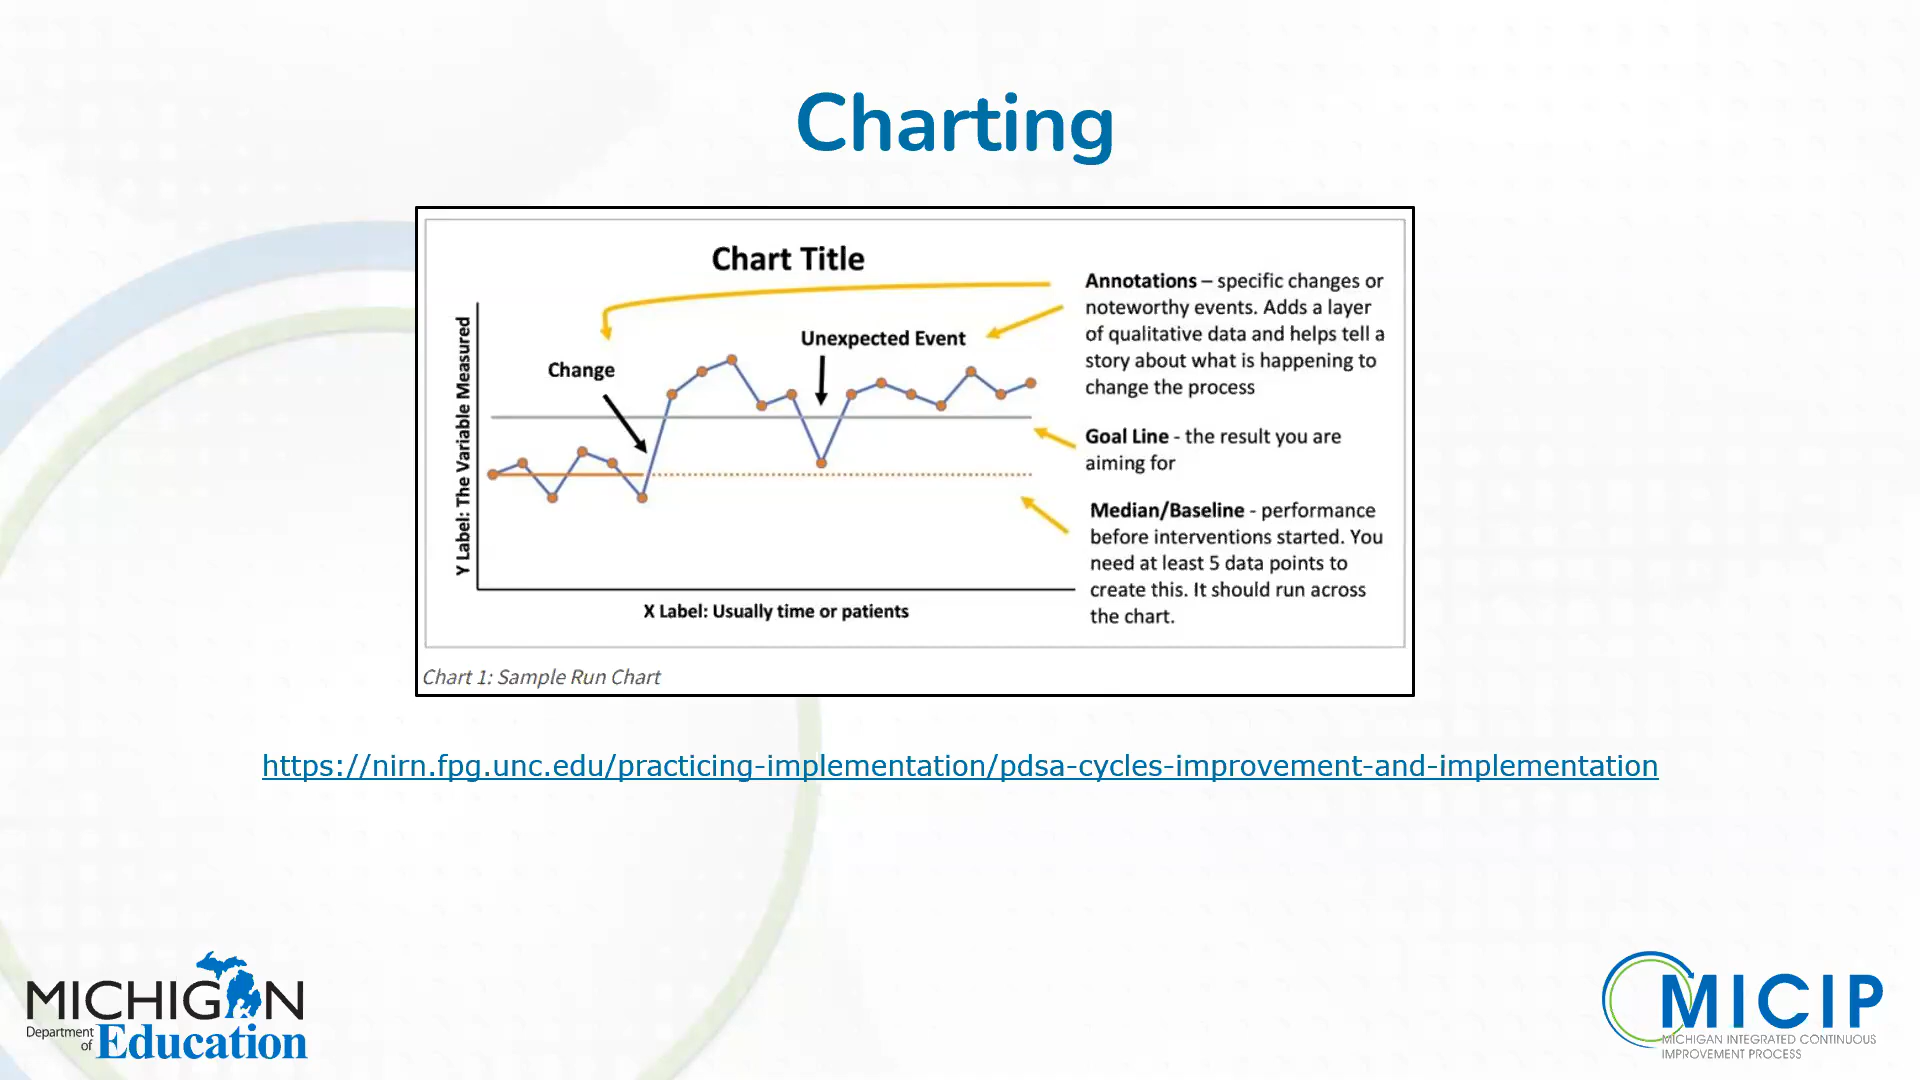 Charting
Chart Title
Annotations – specific changes or
noteworthy events. Adds a layer
of qualitative data and helps tell a
story about what is happening to
change the process
Unexpected Event
Change
Y Label: The Variable Measured
Goal Line - the result you are
aiming for
Median/Baseline - performance
before interventions started. You
need at least 5 data points to
create this. It should run across
the chart.
X Label: Usually time or patients
Chart 1: Sample Run Chart
https://nirn.fpg.unc.edu/practicing-implementation/pdsa-cycles-improvement-and-implementation
MICHIGAN
Department
of Education
MICIP
MICHIGAN INTEGRATED CONTINUOUS
IMPROVEMENT PROCESS